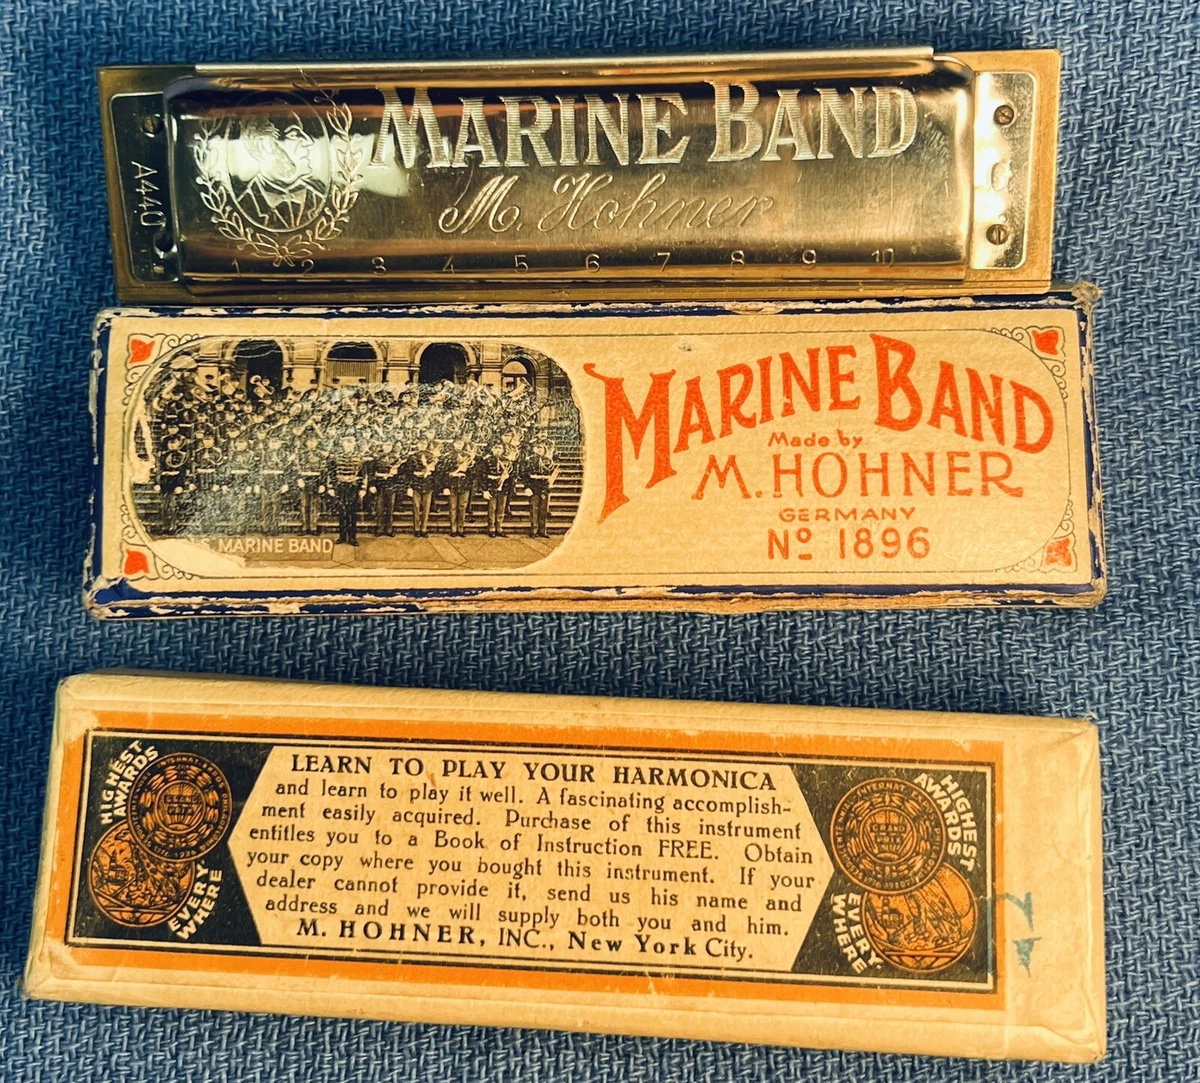 A440
MARINE BAND
M. Hohner
1 2 3 4 5 6 7 8 9 10
C
MARINE BAND
Made by
M. HOHNER
GERMANY
Nº 1896
S. MARINE BAND
HIGHEST
AWARDS
EVERY
WHERE
LEARN TO PLAY YOUR HARMONICA
and learn to play it well. A fascinating accomplish-
ment easily acquired. Purchase of this instrument
entitles you to a Book of Instruction FREE. Obtain
your copy where you bought this instrument. If your
dealer cannot provide it, send us his name and
address and we will supply both you and him.
M. HOHNER, INC., New York City.
HIGHEST
AWARDS
EVERY
WHERE